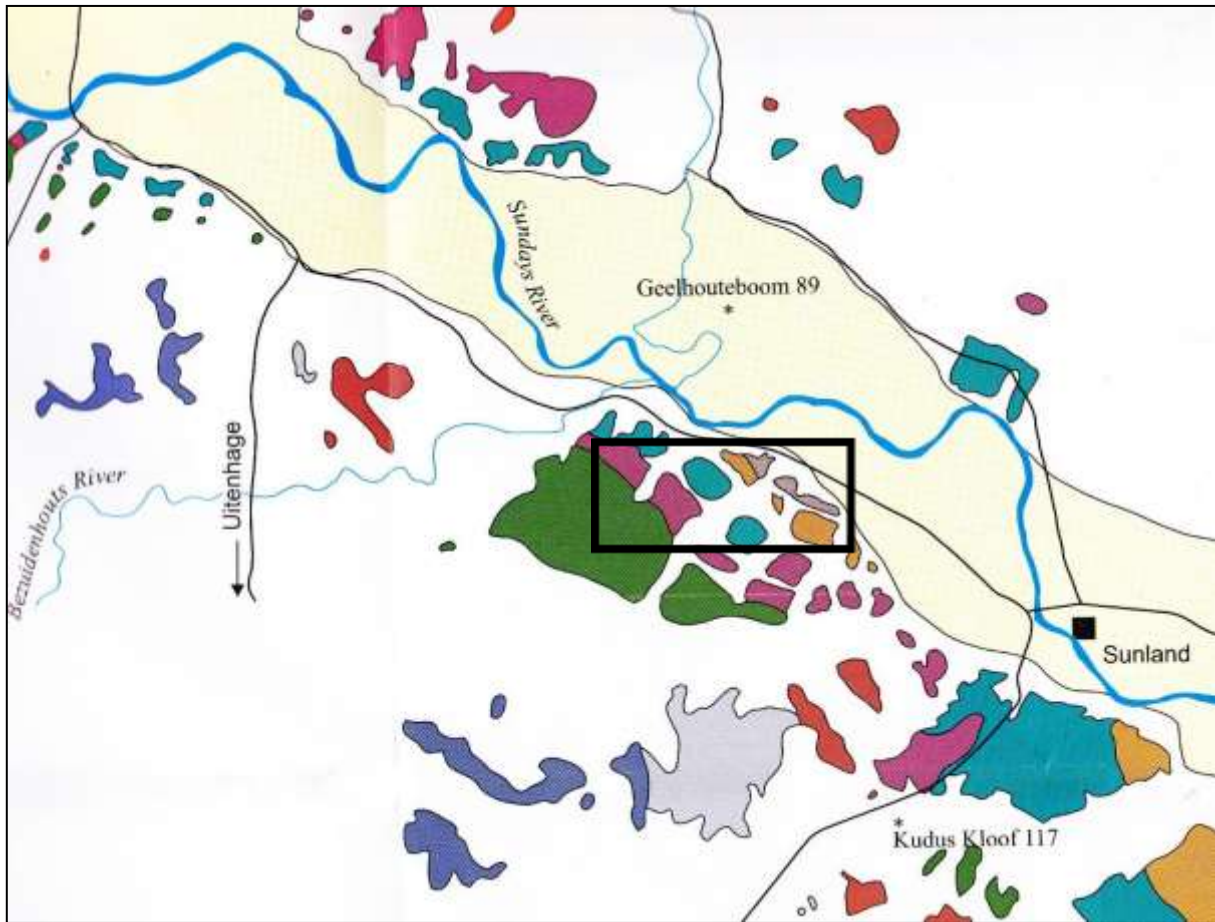 Sundays River
Geelhouteboom 89
*
Bezuidenhouts River
Uitenhage
Sunland
*
Kudus Kloof 117